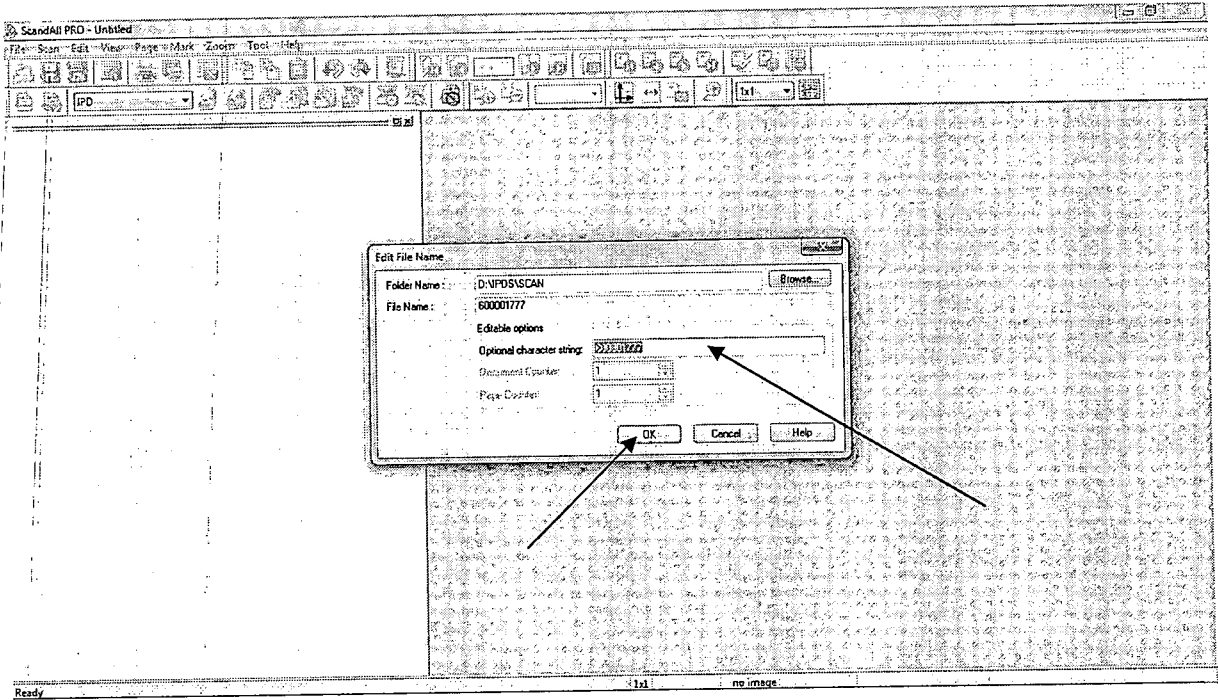 ScandAll PRO - Untitled
File Scan Edit View Page Mark Zoom Tool Help
IPD 1x1
Edit File Name
Folder Name : D:\IPDS\SCAN Browse...
File Name : 600001777
Editable options
Optional character string:
Document Counter 1
Page Counter 1
OK Cancel Help
Ready 1x1 no image